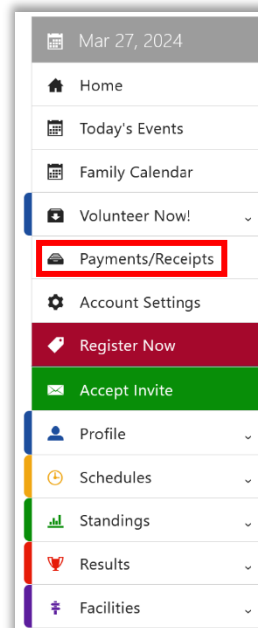 Mar 27, 2024
Home
Today's Events
Family Calendar
Volunteer Now!
Payments/Receipts
Account Settings
Register Now
Accept Invite
Profile
Schedules
Standings
Results
Facilities